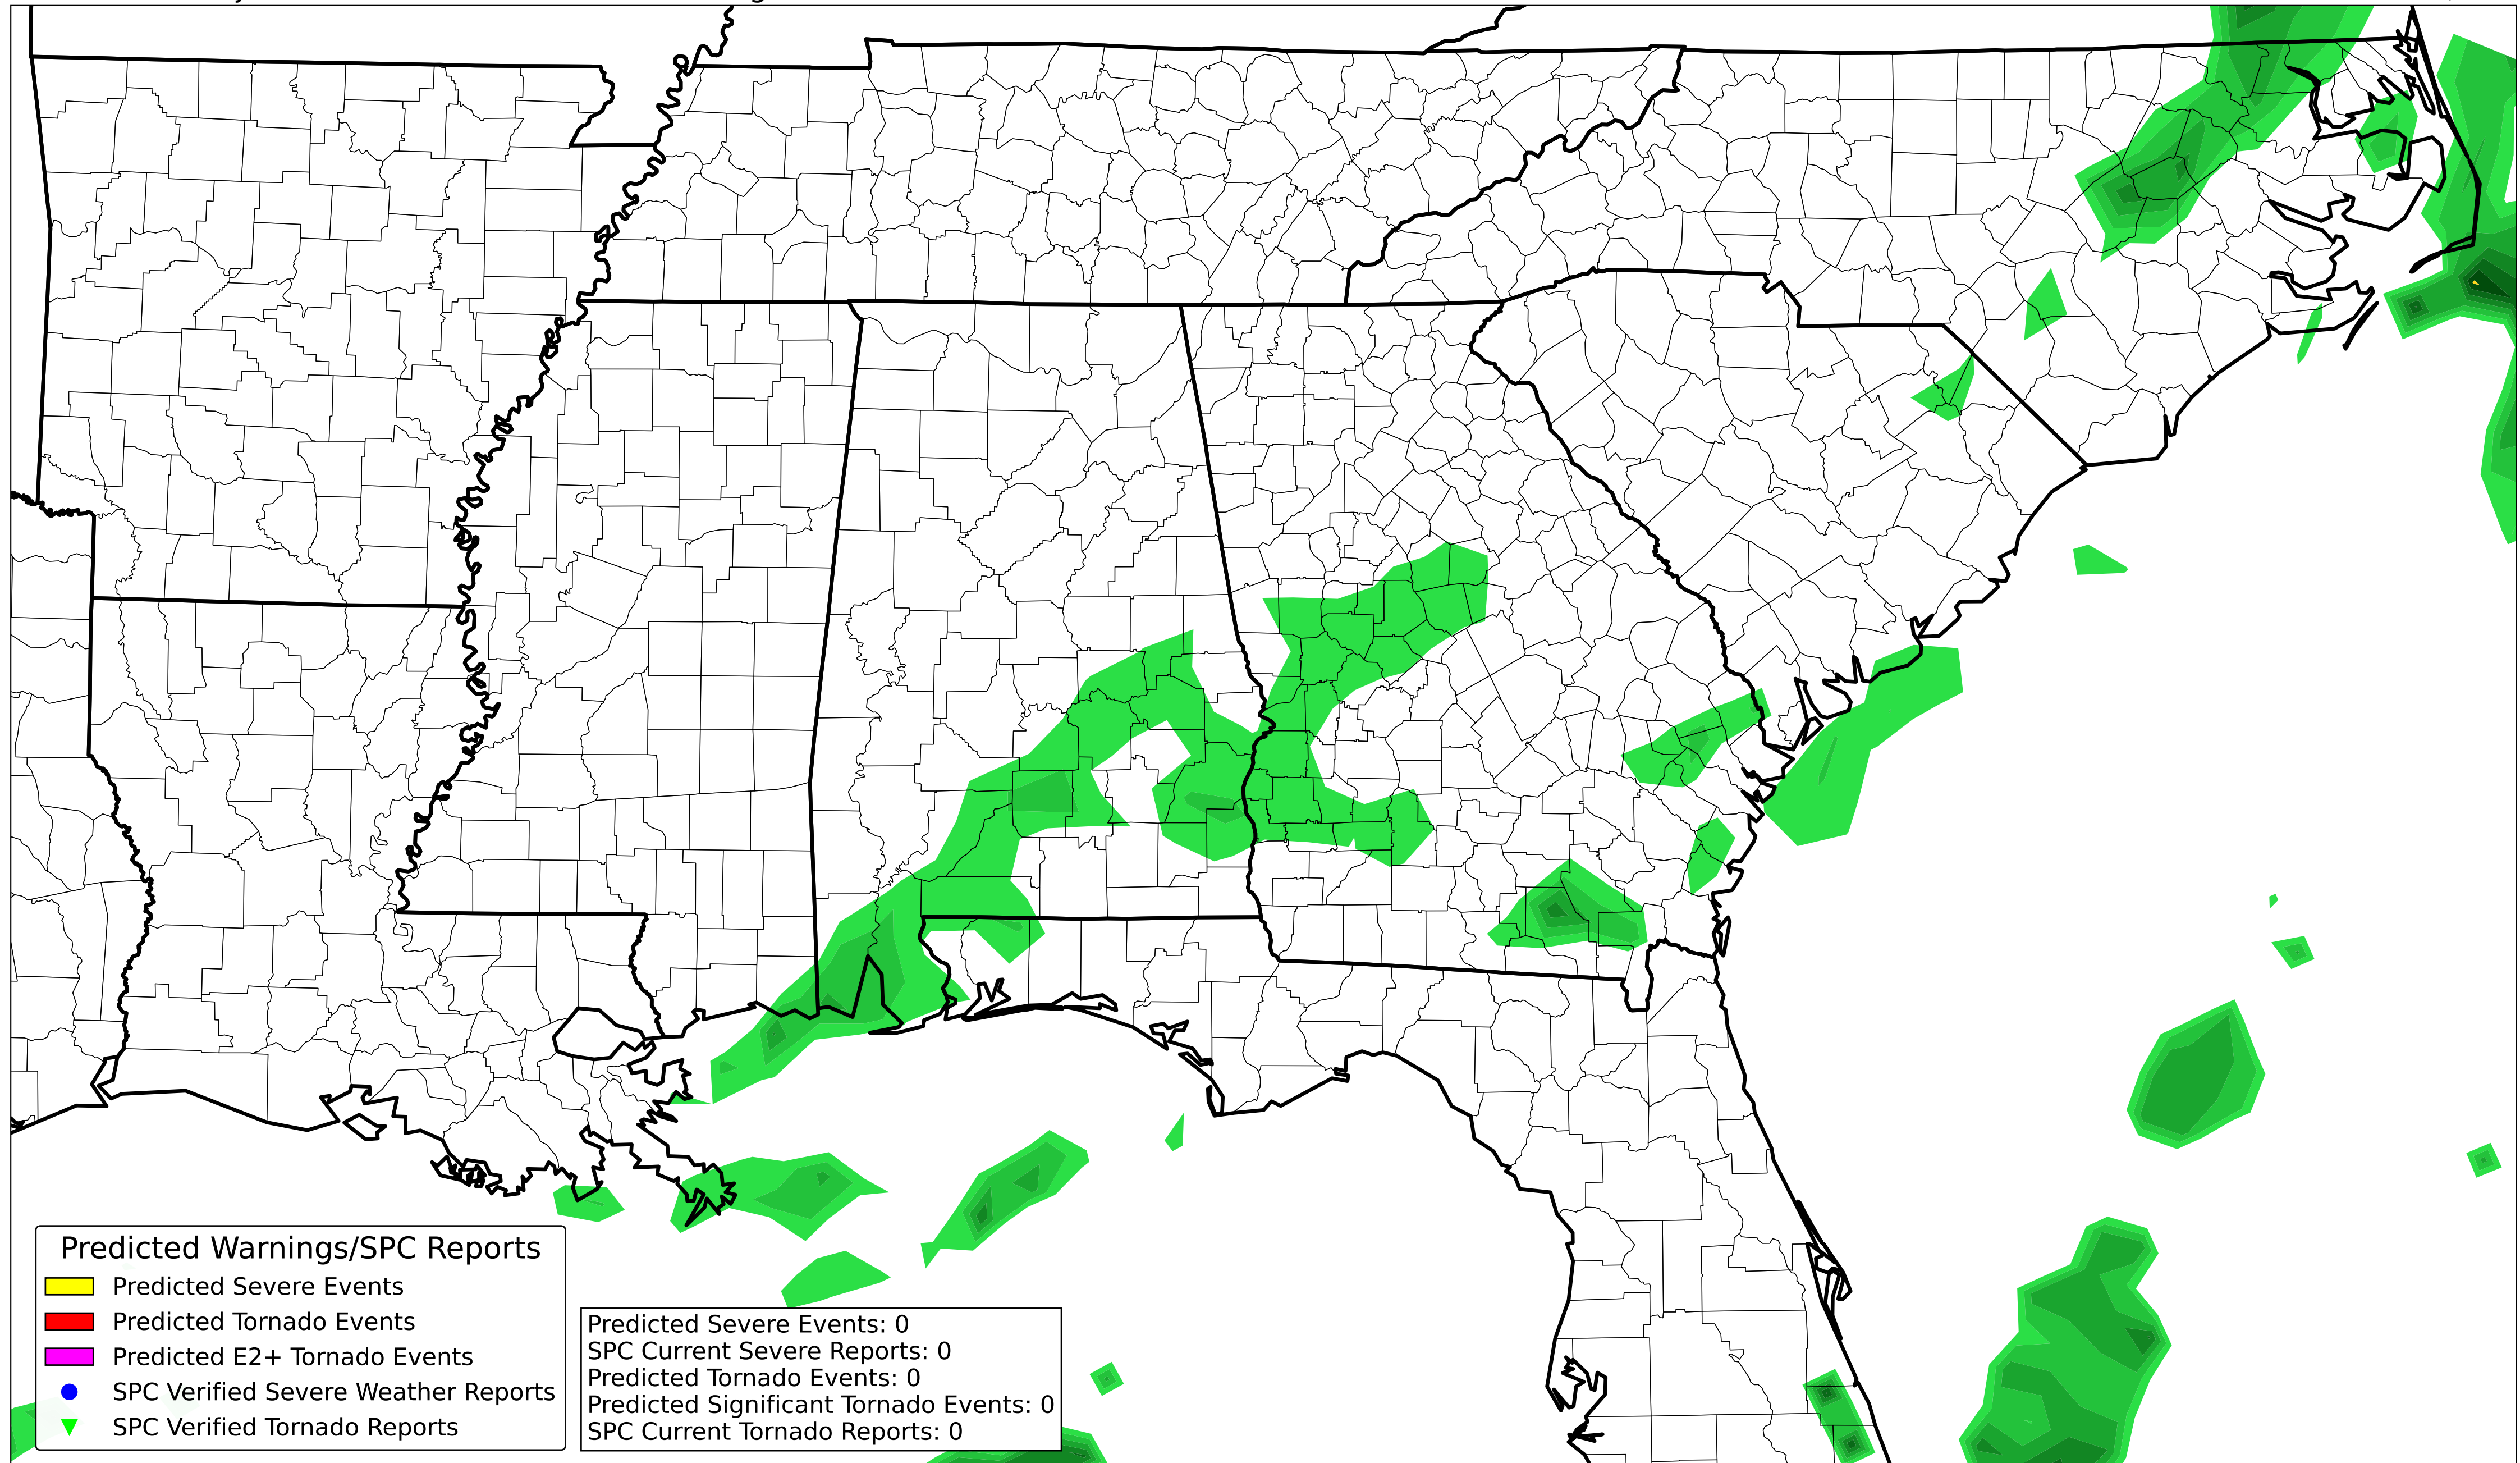 Predicted Warnings/SPC Reports
Predicted Severe Events
Predicted Tornado Events
Predicted E2+ Tornado Events
SPC Verified Severe Weather Reports
SPC Verified Tornado Reports
Predicted Severe Events: 0
SPC Current Severe Reports: 0
Predicted Tornado Events: 0
Predicted Significant Tornado Events: 0
SPC Current Tornado Reports: 0